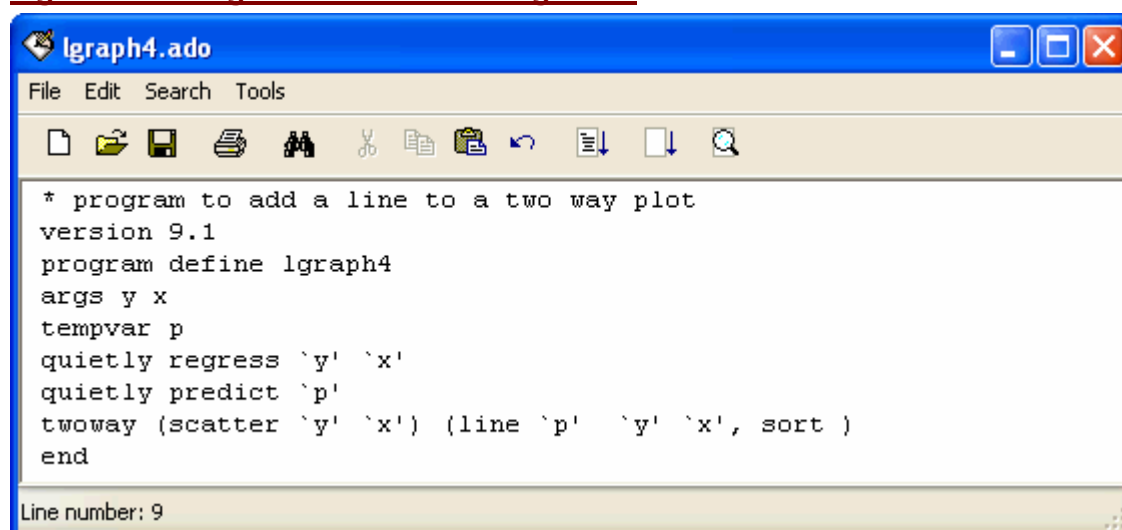 lgraph4.ado
File Edit Search Tools
* program to add a line to a two way plot
version 9.1
program define lgraph4
args y x
tempvar p
quietly regress `y' `x'
quietly predict `p'
twoway (scatter `y' `x') (line `p'  `y' `x', sort )
end
Line number: 9